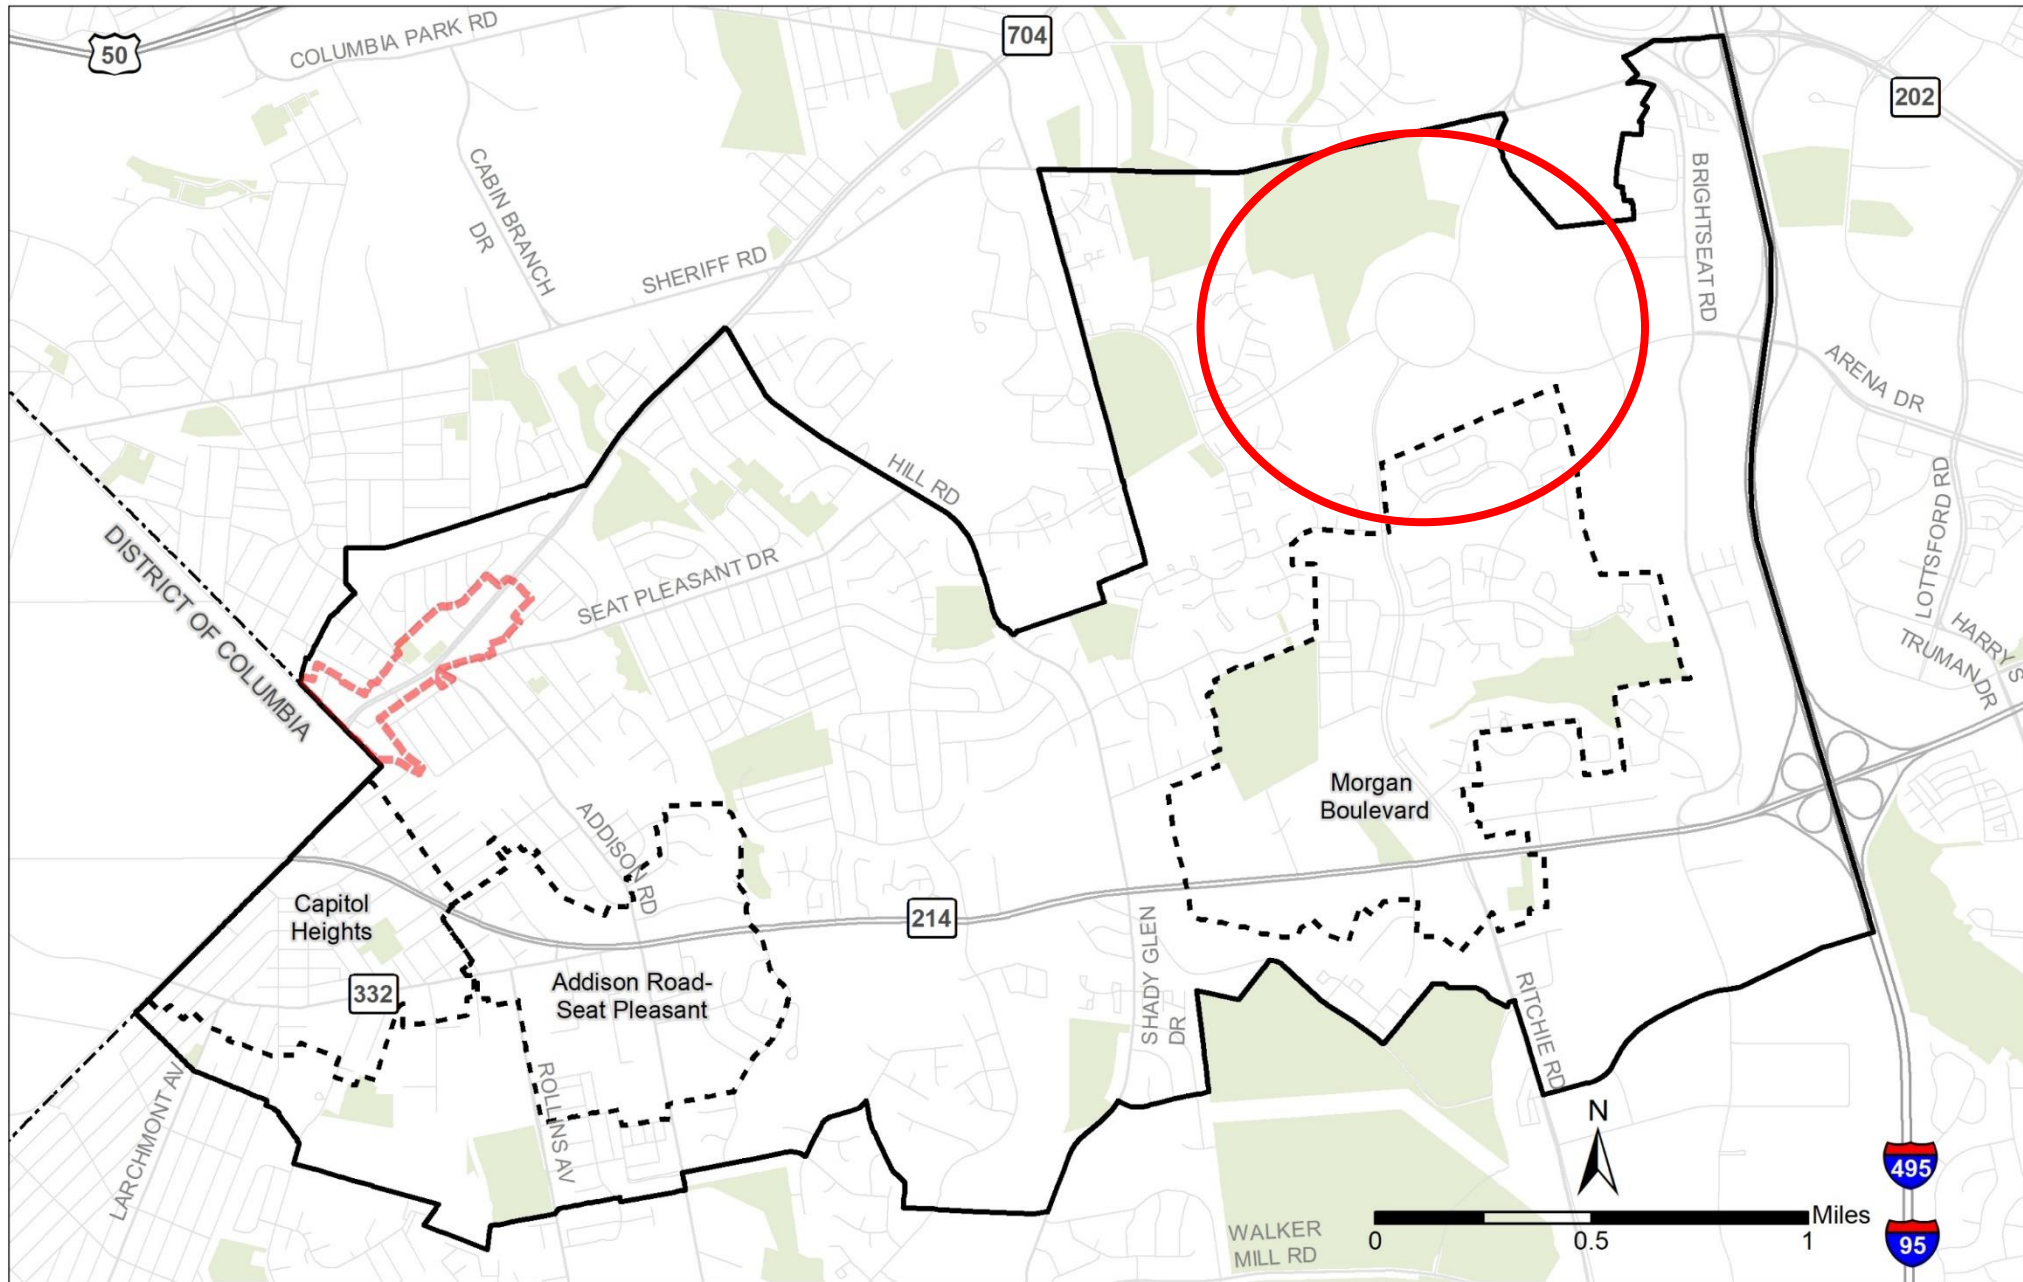 50
COLUMBIA PARK RD
704
202
CABIN BRANCH
DR
SHERIFF RD
BRIGHTSEAT RD
ARENA DR
HILL RD
LOTTSFORD RD
DISTRICT OF COLUMBIA
SEAT PLEASANT DR
HARRY S
TRUMAN DR
Morgan
Boulevard
ADDISON RD
Capitol
Heights
214
332
Addison Road-
Seat Pleasant
SHADY GLEN
DR
RITCHIE RD
LARCHMONT AV
ROLLINS AV
N
WALKER
MILL RD
Miles
0
0.5
1
495
95